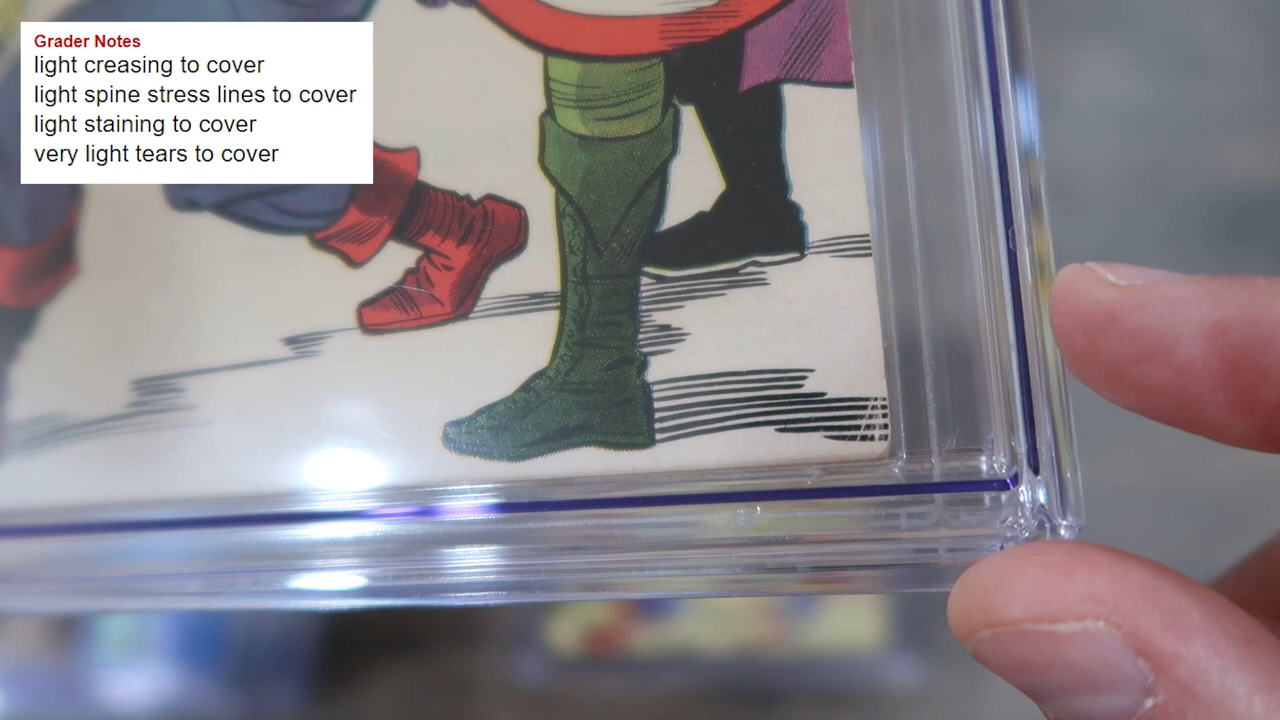 Grader Notes
light creasing to cover
light spine stress lines to cover
light staining to cover
very light tears to cover